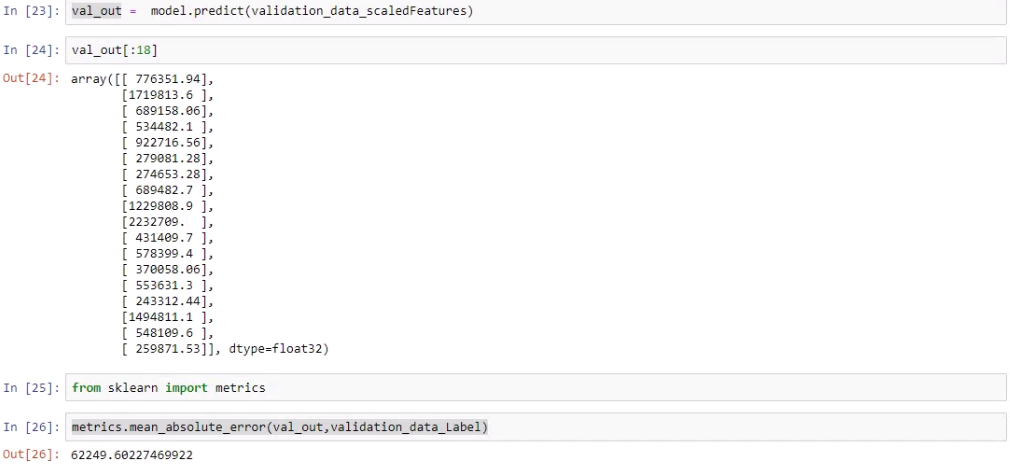 In [23]: val_out =  model.predict(validation_data_scaledFeatures)
In [24]: val_out[:18]
Out[24]: array([[ 776351.94],
[1719813.6 ],
[ 689158.06],
[ 534482.1 ],
[ 922716.56],
[ 279081.28],
[ 274653.28],
[ 689482.7 ],
[1229808.9 ],
[2232709.  ],
[ 431409.7 ],
[ 578399.4 ],
[ 370058.06],
[ 553631.3 ],
[ 243312.44],
[1494811.1 ],
[ 548109.6 ],
[ 259871.53]], dtype=float32)
In [25]: from sklearn import metrics
In [26]: metrics.mean_absolute_error(val_out,validation_data_Label)
Out[26]: 62249.60227469922